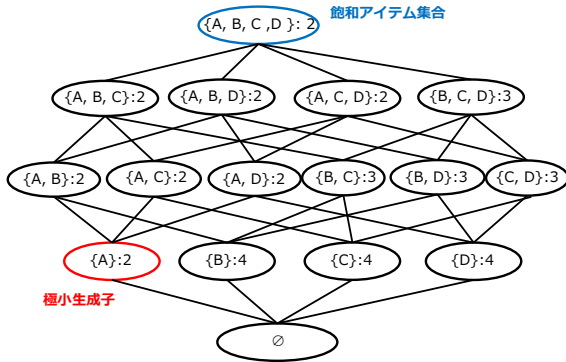 飽和アイテム集合
{A, B, C ,D }: 2
{A, B, C}:2 {A, B, D}:2 {A, C, D}:2 {B, C, D}:3
{A, B}:2 {A, C}:2 {A, D}:2 {B, C}:3 {B, D}:3 {C, D}:3
{A}:2 {B}:4 {C}:4 {D}:4
極小生成子
∅